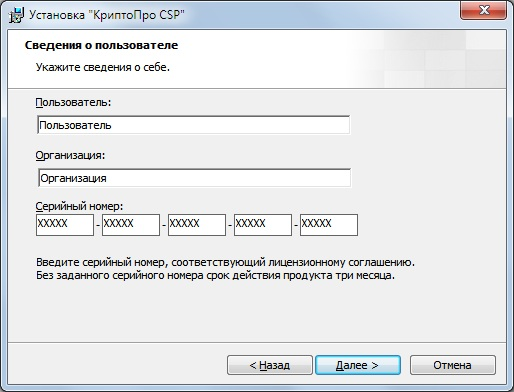 Установка "КриптоПро CSP"
Сведения о пользователе
Укажите сведения о себе.
Пользователь:
Пользователь
Организация:
Организация
Серийный номер:
XXXXX - XXXXX - XXXXX - XXXXX - XXXXX
Введите серийный номер, соответствующий лицензионному соглашению.
Без заданного серийного номера срок действия продукта три месяца.
< Назад Далее > Отмена